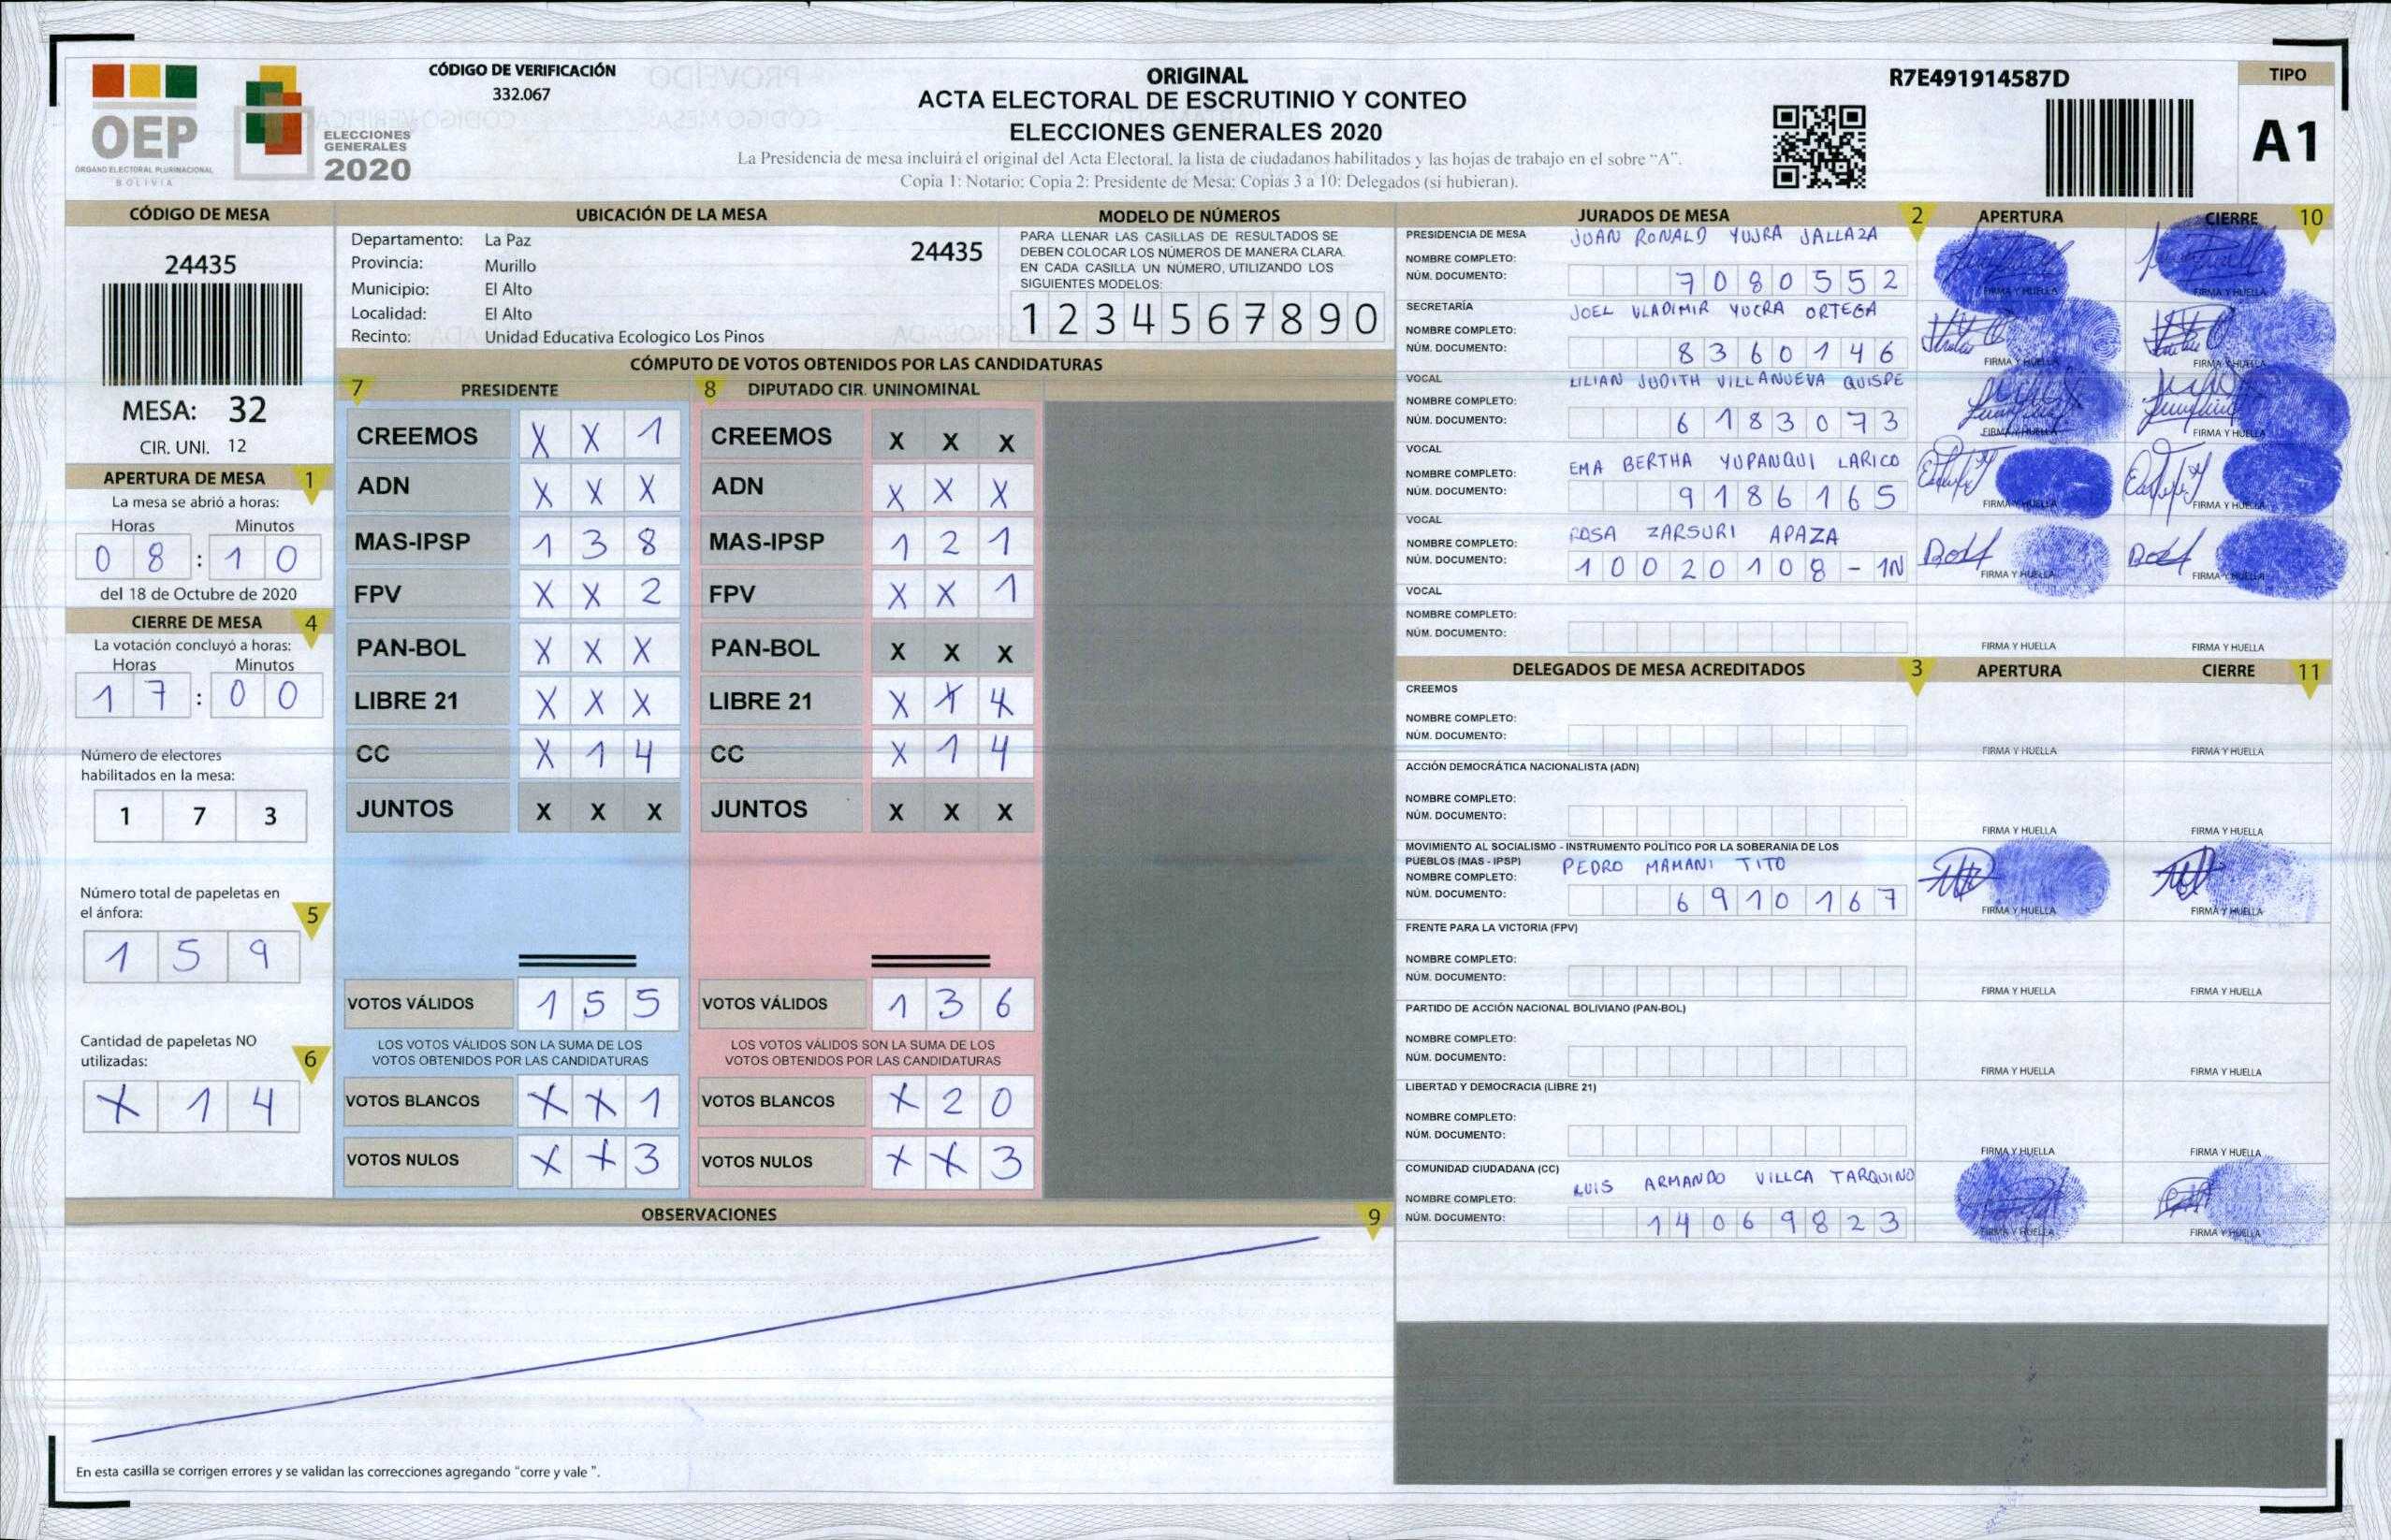 OEP
ÓRGANO ELECTORAL PLURINACIONAL
BOLIVIA
ELECCIONES
GENERALES
2020
CÓDIGO DE VERIFICACIÓN
332.067
ORIGINAL
ACTA ELECTORAL DE ESCRUTINIO Y CONTEO
ELECCIONES GENERALES 2020
La Presidencia de mesa incluirá el original del Acta Electoral, la lista de ciudadanos habilitados y las hojas de trabajo en el sobre "A".
Copia 1: Notario; Copia 2: Presidente de Mesa; Copias 3 a 10: Delegados (si hubieran).
R7E491914587D
TIPO
A1
CÓDIGO DE MESA
24435
MESA: 32
CIR. UNI. 12
APERTURA DE MESA 1
La mesa se abrió a horas:
Horas Minutos
0 8 : 1 0
del 18 de Octubre de 2020
CIERRE DE MESA 4
La votación concluyó a horas:
Horas Minutos
1 7 : 0 0
Número de electores
habilitados en la mesa:
1 7 3
Número total de papeletas en
el ánfora: 5
1 5 9
Cantidad de papeletas NO
utilizadas: 6
X 1 4
UBICACIÓN DE LA MESA
Departamento: La Paz
Provincia: Murillo
Municipio: El Alto
Localidad: El Alto
Recinto: Unidad Educativa Ecologico Los Pinos
24435
MODELO DE NÚMEROS
PARA LLENAR LAS CASILLAS DE RESULTADOS SE
DEBEN COLOCAR LOS NÚMEROS DE MANERA CLARA.
EN CADA CASILLA UN NÚMERO, UTILIZANDO LOS
SIGUIENTES MODELOS:
1 2 3 4 5 6 7 8 9 0
CÓMPUTO DE VOTOS OBTENIDOS POR LAS CANDIDATURAS
7 PRESIDENTE
CREEMOS X X 1
ADN X X X
MAS-IPSP 1 3 8
FPV X X 2
PAN-BOL X X X
LIBRE 21 X X X
CC X 1 4
JUNTOS X X X
VOTOS VÁLIDOS 1 5 5
LOS VOTOS VÁLIDOS SON LA SUMA DE LOS
VOTOS OBTENIDOS POR LAS CANDIDATURAS
VOTOS BLANCOS X X 1
VOTOS NULOS X X 3
8 DIPUTADO CIR. UNINOMINAL
CREEMOS X X X
ADN X X X
MAS-IPSP 1 2 1
FPV X X 1
PAN-BOL X X X
LIBRE 21 X
CC X 1 4
JUNTOS X X X
VOTOS VÁLIDOS 1 3 6
LOS VOTOS VÁLIDOS SON LA SUMA DE LOS
VOTOS OBTENIDOS POR LAS CANDIDATURAS
VOTOS BLANCOS X 2 0
VOTOS NULOS X X 3
OBSERVACIONES 9
En esta casilla se corrigen errores y se validan las correcciones agregando "corre y vale ".
JURADOS DE MESA 2 APERTURA CIERRE 10
PRESIDENCIA DE MESA JUAN RONALD YUJRA JALLAZA
NOMBRE COMPLETO:
NÚM. DOCUMENTO: 7 0 8 0 5 5 2
FIRMA Y HUELLA FIRMA Y HUELLA
SECRETARÍA JOEL VLADIMIR YUCRA ORTEGA
NOMBRE COMPLETO:
NÚM. DOCUMENTO: 8 3 6 0 1 4 6
FIRMA Y HUELLA FIRMA Y HUELLA
VOCAL LILIAN JUDITH VILLANUEVA QUISPE
NOMBRE COMPLETO:
NÚM. DOCUMENTO: 6 1 8 3 0 7 3
FIRMA Y HUELLA FIRMA Y HUELLA
VOCAL
NOMBRE COMPLETO: EMA BERTHA YUPANQUI LARICO
NÚM. DOCUMENTO: 9 1 8 6 1 6 5
FIRMA Y HUELLA FIRMA Y HUELLA
VOCAL
NOMBRE COMPLETO: ROSA ZARSURI APAZA
NÚM. DOCUMENTO: 1 0 0 2 0 1 0 8 - 1N
FIRMA Y HUELLA FIRMA Y HUELLA
VOCAL
NOMBRE COMPLETO:
NÚM. DOCUMENTO:
FIRMA Y HUELLA FIRMA Y HUELLA
DELEGADOS DE MESA ACREDITADOS 3 APERTURA CIERRE 11
CREEMOS
NOMBRE COMPLETO:
NÚM. DOCUMENTO:
FIRMA Y HUELLA FIRMA Y HUELLA
ACCIÓN DEMOCRÁTICA NACIONALISTA (ADN)
NOMBRE COMPLETO:
NÚM. DOCUMENTO:
FIRMA Y HUELLA FIRMA Y HUELLA
MOVIMIENTO AL SOCIALISMO - INSTRUMENTO POLÍTICO POR LA SOBERANIA DE LOS
PUEBLOS (MAS - IPSP) PEDRO MAMANI TITO
NOMBRE COMPLETO:
NÚM. DOCUMENTO: 6 9 1 0 1 6 7
FIRMA Y HUELLA FIRMA Y HUELLA
FRENTE PARA LA VICTORIA (FPV)
NOMBRE COMPLETO:
NÚM. DOCUMENTO:
FIRMA Y HUELLA FIRMA Y HUELLA
PARTIDO DE ACCIÓN NACIONAL BOLIVIANO (PAN-BOL)
NOMBRE COMPLETO:
NÚM. DOCUMENTO:
FIRMA Y HUELLA FIRMA Y HUELLA
LIBERTAD Y DEMOCRACIA (LIBRE 21)
NOMBRE COMPLETO:
NÚM. DOCUMENTO:
FIRMA Y HUELLA FIRMA Y HUELLA
COMUNIDAD CIUDADANA (CC) LUIS ARMANDO VILLCA TARQUINO
NOMBRE COMPLETO:
NÚM. DOCUMENTO: 1 4 0 6 9 8 2 3
FIRMA Y HUELLA FIRMA Y HUELLA